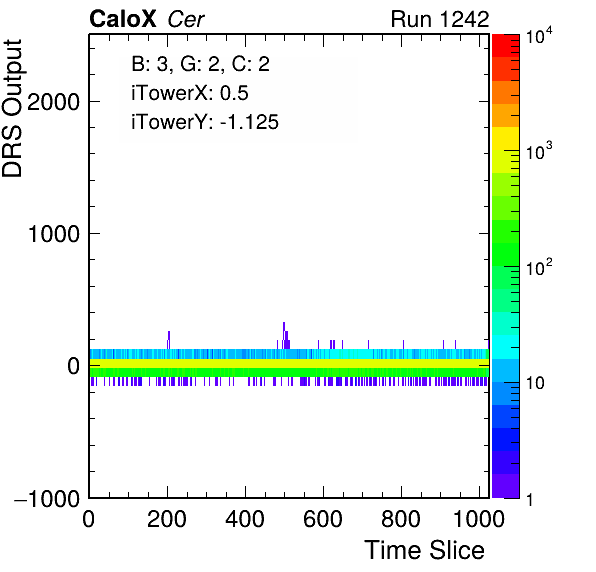 CaloX Cer Run 1242
B: 3, G: 2, C: 2
iTowerX: 0.5
iTowerY: -1.125
DRS Output
2000
1000
0
−1000
0 200 400 600 800 1000
Time Slice
10⁴
10³
10²
10
1